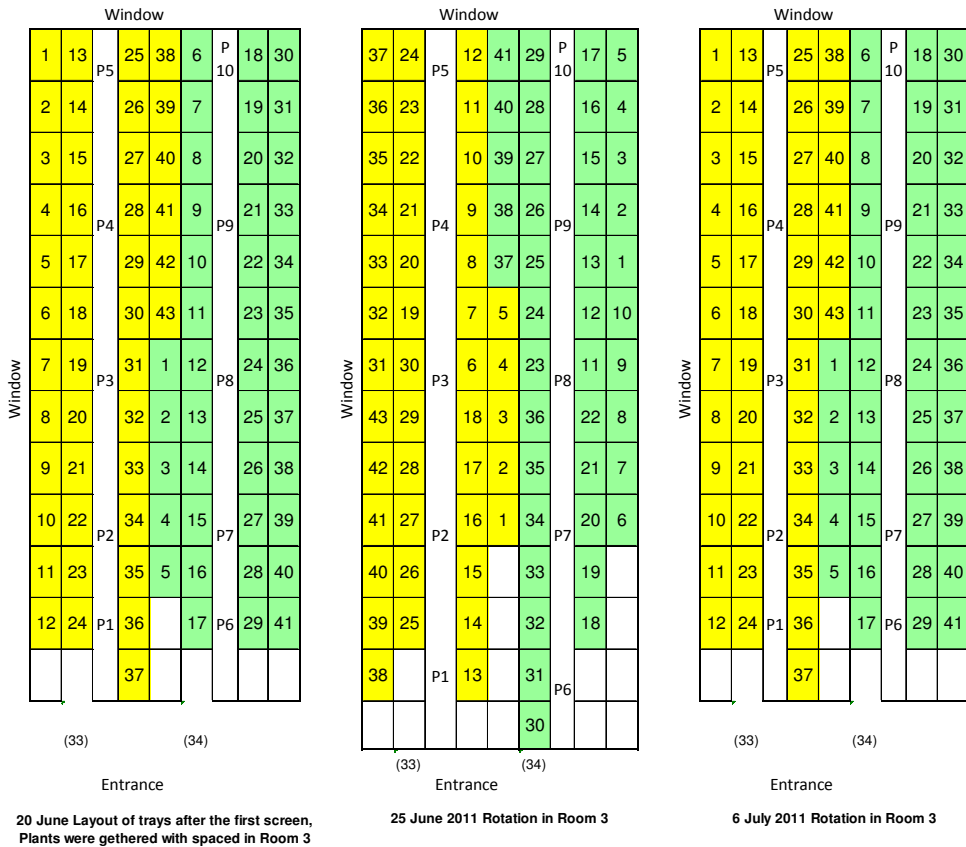 Window Window Window
1 13 P5 25 38 6 P 10 18 30 37 24 P5 12 41 29 P 10 17 5 1 13 P5 25 38 6 P 10 18 30
2 14 26 39 7 19 31 36 23 11 40 28 16 4 2 14 26 39 7 19 31
3 15 27 40 8 20 32 35 22 10 39 27 15 3 3 15 27 40 8 20 32
4 16 P4 28 41 9 P9 21 33 34 21 P4 9 38 26 P9 14 2 4 16 P4 28 41 9 P9 21 33
5 17 29 42 10 22 34 33 20 8 37 25 13 1 5 17 29 42 10 22 34
6 18 30 43 11 23 35 32 19 7 5 24 12 10 6 18 30 43 11 23 35
Window 7 19 P3 31 1 12 P8 24 36 Window 31 30 P3 6 4 23 P8 11 9 Window 7 19 P3 31 1 12 P8 24 36
8 20 32 2 13 25 37 43 29 18 3 36 22 8 8 20 32 2 13 25 37
9 21 33 3 14 26 38 42 28 17 2 35 21 7 9 21 33 3 14 26 38
10 22 P2 34 4 15 P7 27 39 41 27 P2 16 1 34 P7 20 6 10 22 P2 34 4 15 P7 27 39
11 23 35 5 16 28 40 40 26 15 33 19 11 23 35 5 16 28 40
12 24 P1 36 17 P6 29 41 39 25 14 32 18 12 24 P1 36 17 P6 29 41
37 38 P1 13 31 P6 37
30
(33) (34) (33) (34) (33) (34)
Entrance Entrance Entrance
20 June Layout of trays after the first screen,
Plants were gethered with spaced in Room 3
25 June 2011 Rotation in Room 3
6 July 2011 Rotation in Room 3